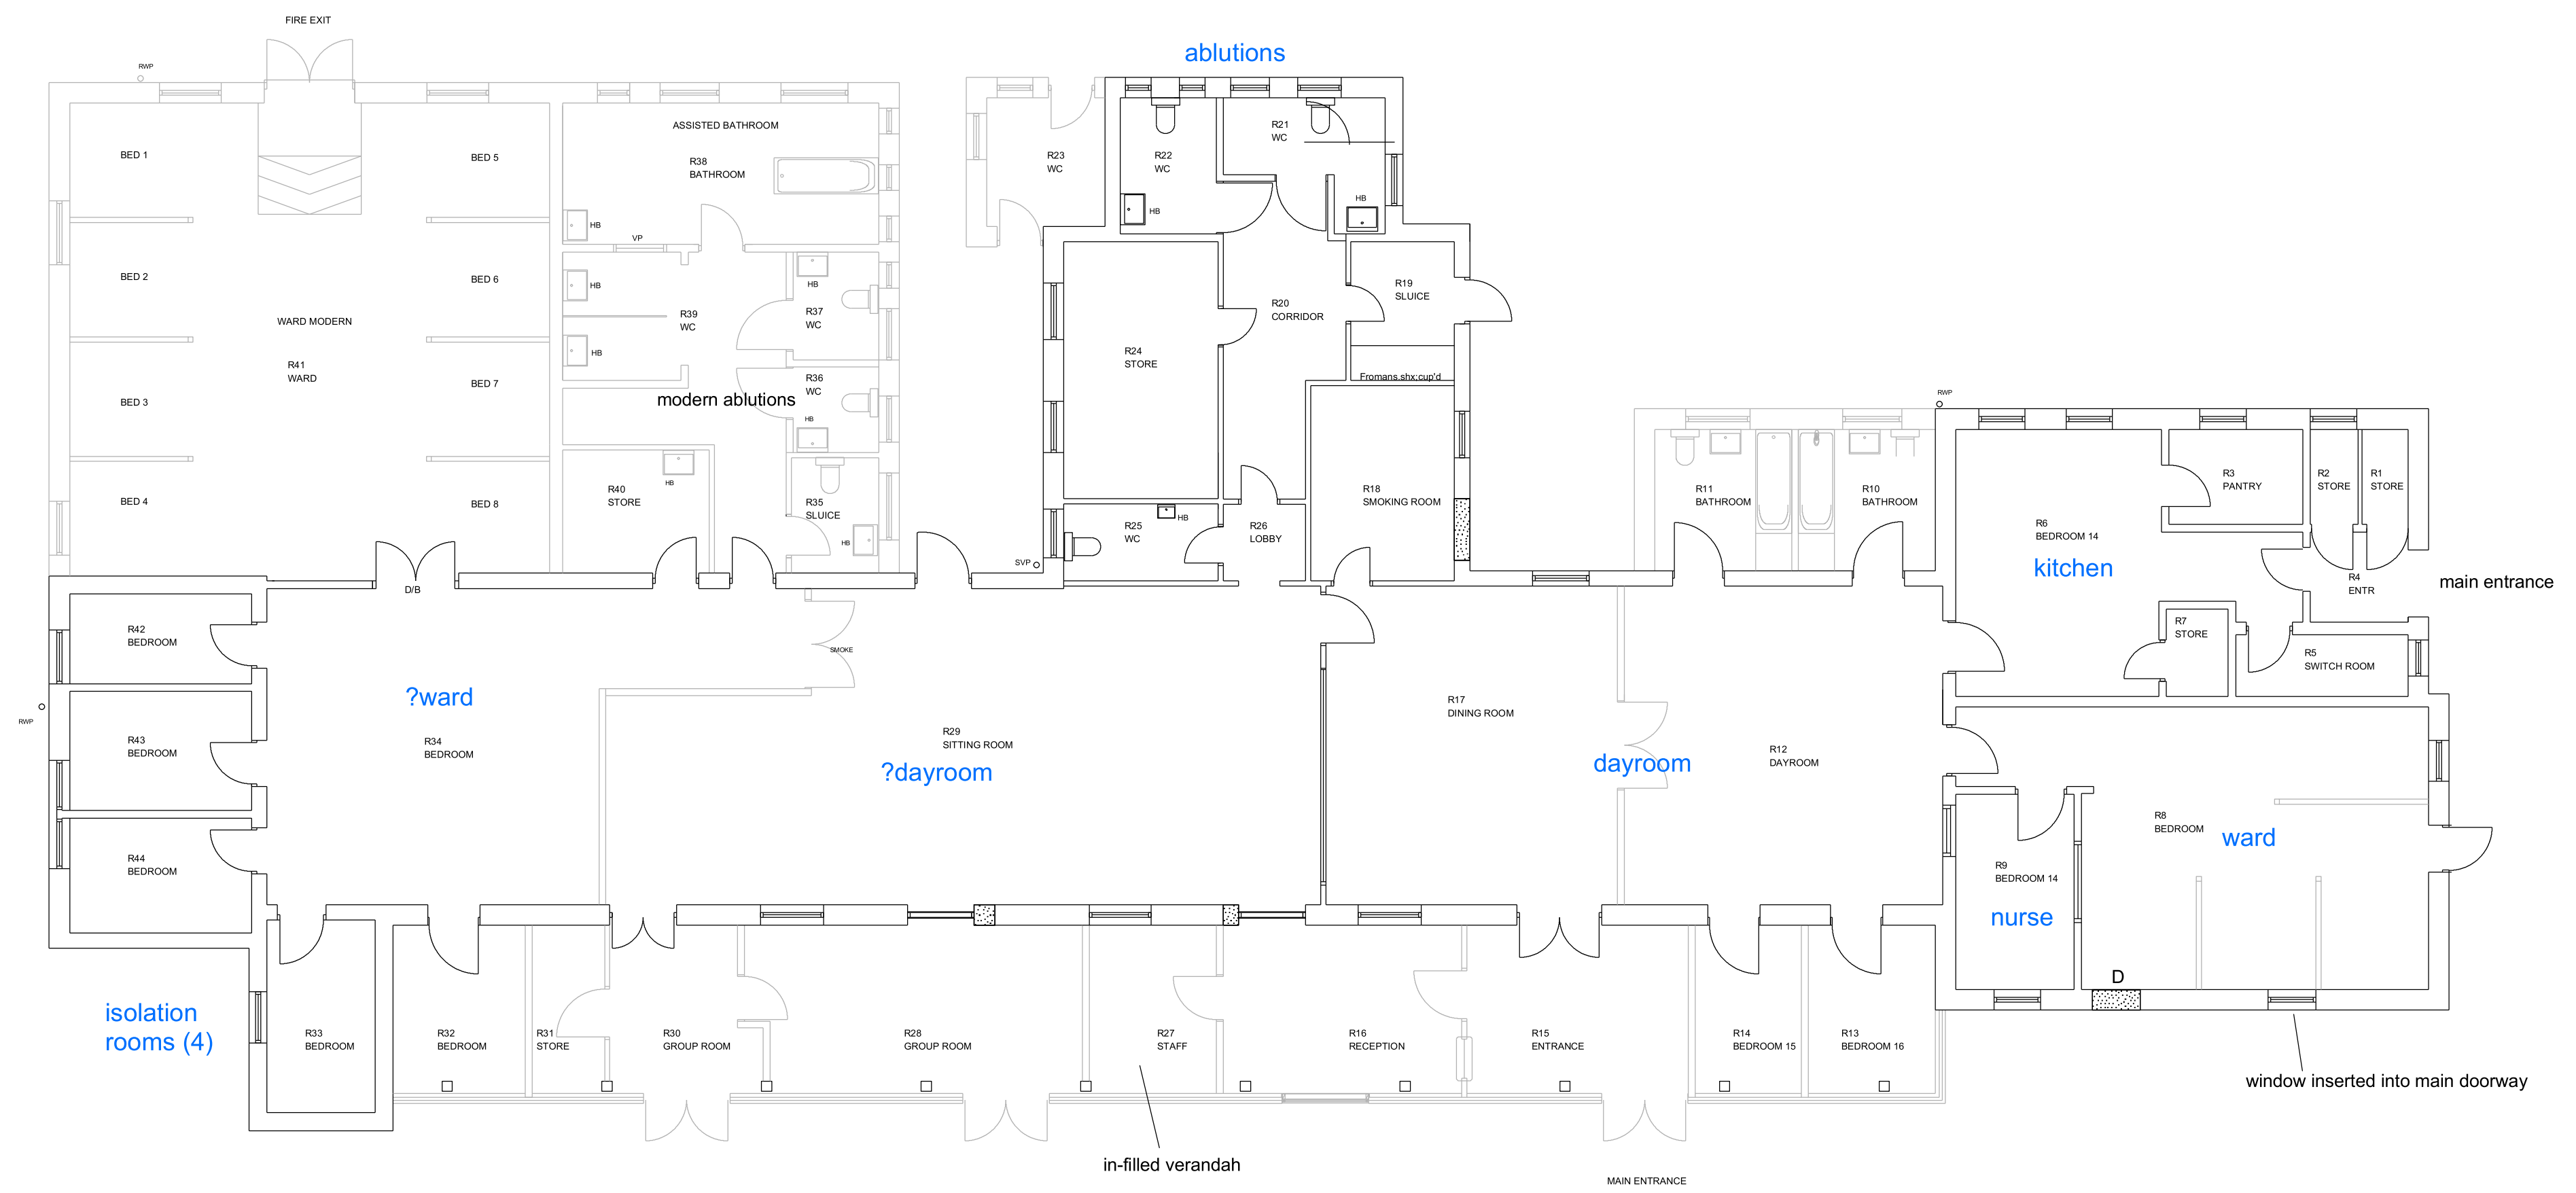 FIRE EXIT
ablutions
RWP
ASSISTED BATHROOM
BED 1
BED 5
R38
BATHROOM
R23
WC
R22
WC
R21
WC
HB
HB
HB
VP
BED 2
BED 6
HB
HB
R39
WC
R37
WC
R19
SLUICE
R20
CORRIDOR
WARD MODERN
R41
WARD
HB
R24
STORE
BED 7
R36
WC
Fromans.shx;cup'd
BED 3
modern ablutions
HB
RWP
BED 4
BED 8
R40
STORE
HB
R35
SLUICE
HB
R25
WC
HB
R26
LOBBY
R18
SMOKING ROOM
R11
BATHROOM
R10
BATHROOM
R3
PANTRY
R2
STORE
R1
STORE
R6
BEDROOM 14
kitchen
SVP
D/B
R4
ENTR
main entrance
R42
BEDROOM
SMOKE
R7
STORE
R5
SWITCH ROOM
?ward
RWP
R43
BEDROOM
R34
BEDROOM
R29
SITTING ROOM
?dayroom
R17
DINING ROOM
dayroom
R12
DAYROOM
R8
BEDROOM
ward
R44
BEDROOM
R9
BEDROOM 14
nurse
D
isolation
rooms (4)
R33
BEDROOM
R32
BEDROOM
R31
STORE
R30
GROUP ROOM
R28
GROUP ROOM
R27
STAFF
R16
RECEPTION
R15
ENTRANCE
R14
BEDROOM 15
R13
BEDROOM 16
window inserted into main doorway
in-filled verandah
MAIN ENTRANCE